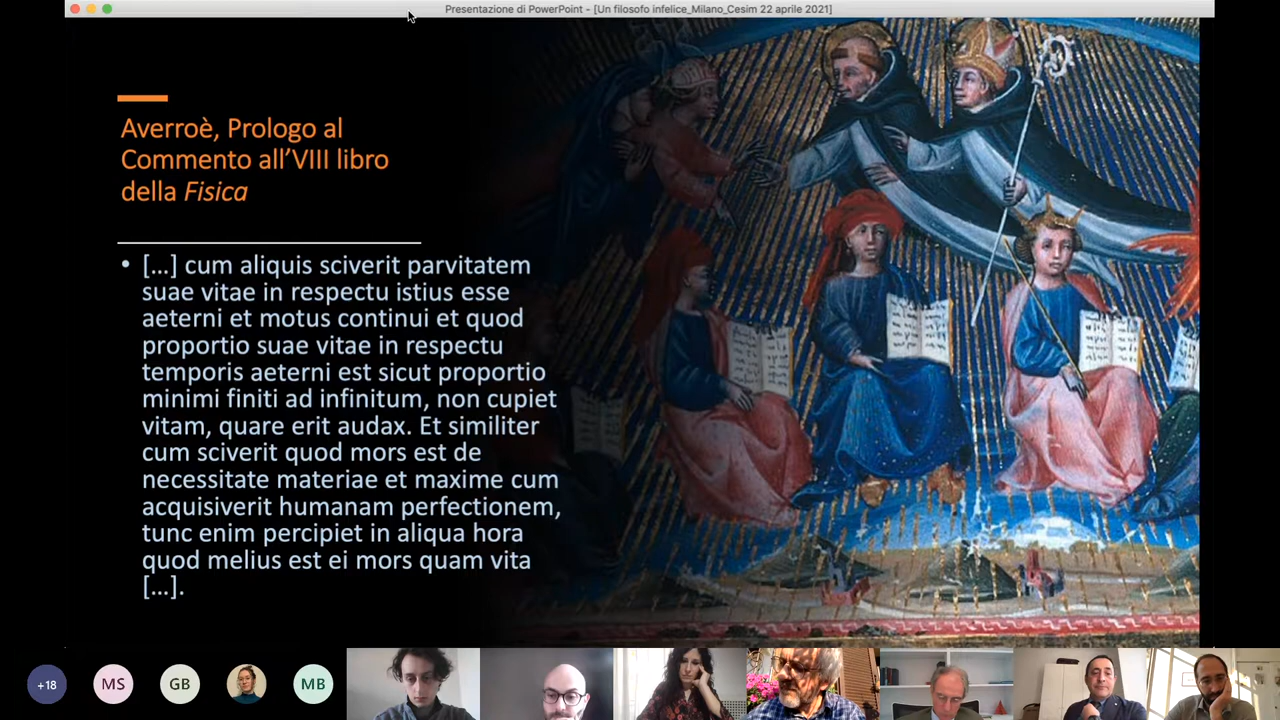 Presentazione di PowerPoint - [Un filosofo infelice_Milano_Cesim 22 aprile 2021]
Averroè, Prologo al
Commento all'VIII libro
della Fisica
• [...] cum aliquis sciverit parvitatem
suae vitae in respectu istius esse
aeterni et motus continui et quod
proportio suae vitae in respectu
temporis aeterni est sicut proportio
minimi finiti ad infinitum, non cupiet
vitam, quare erit audax. Et similiter
cum sciverit quod mors est de
necessitate materiae et maxime cum
acquisiverit humanam perfectionem,
tunc enim percipiet in aliqua hora
quod melius est ei mors quam vita
[...].
+18
MS
GB
MB